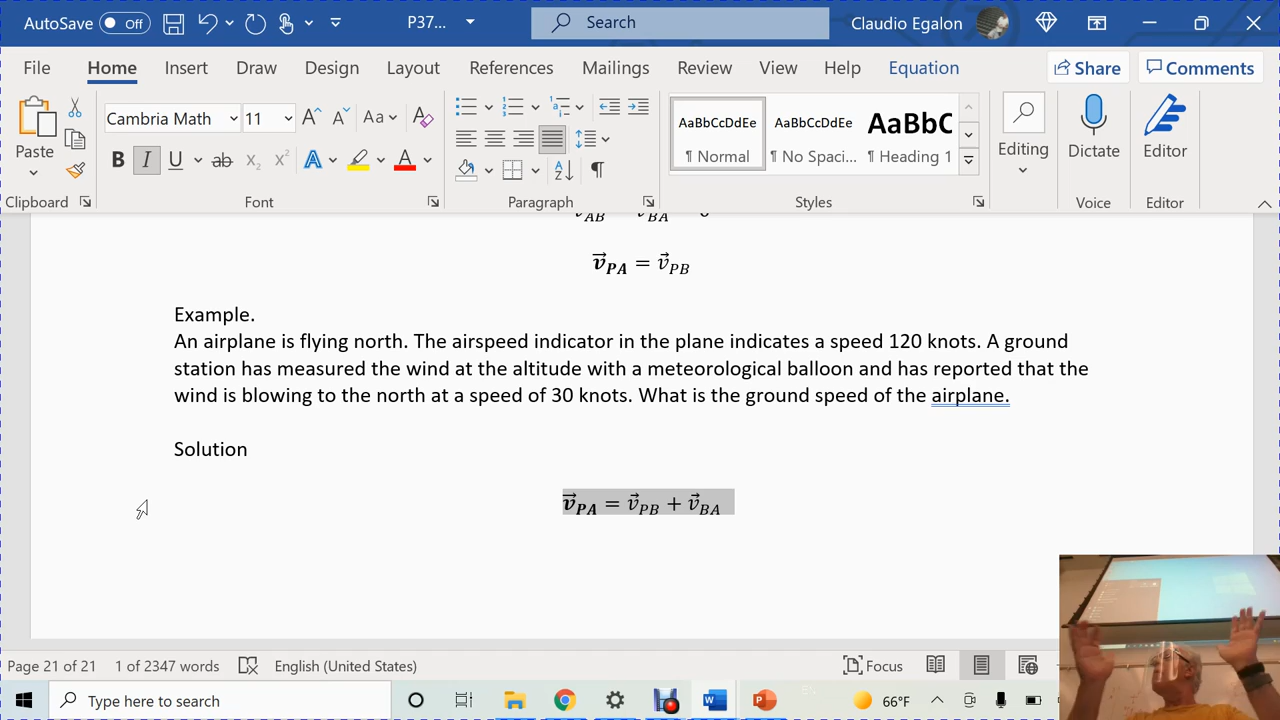 AutoSave Off P37... Search Claudio Egalon
File Home Insert Draw Design Layout References Mailings Review View Help Equation Share Comments
Paste Cambria Math 11 A^ A˅ Aa
B I U ab x₂ x² A A
AaBbCcDdEe AaBbCcDdEe AaBbC
¶ Normal ¶ No Spaci... ¶ Heading 1
Editing Dictate Editor
Clipboard Font Paragraph Styles Voice Editor
v⃗PA = v⃗PB
Example.
An airplane is flying north. The airspeed indicator in the plane indicates a speed 120 knots. A ground
station has measured the wind at the altitude with a meteorological balloon and has reported that the
wind is blowing to the north at a speed of 30 knots. What is the ground speed of the airplane.
Solution
v⃗PA = v⃗PB + v⃗BA
Page 21 of 21 1 of 2347 words English (United States) Focus
Type here to search 66°F